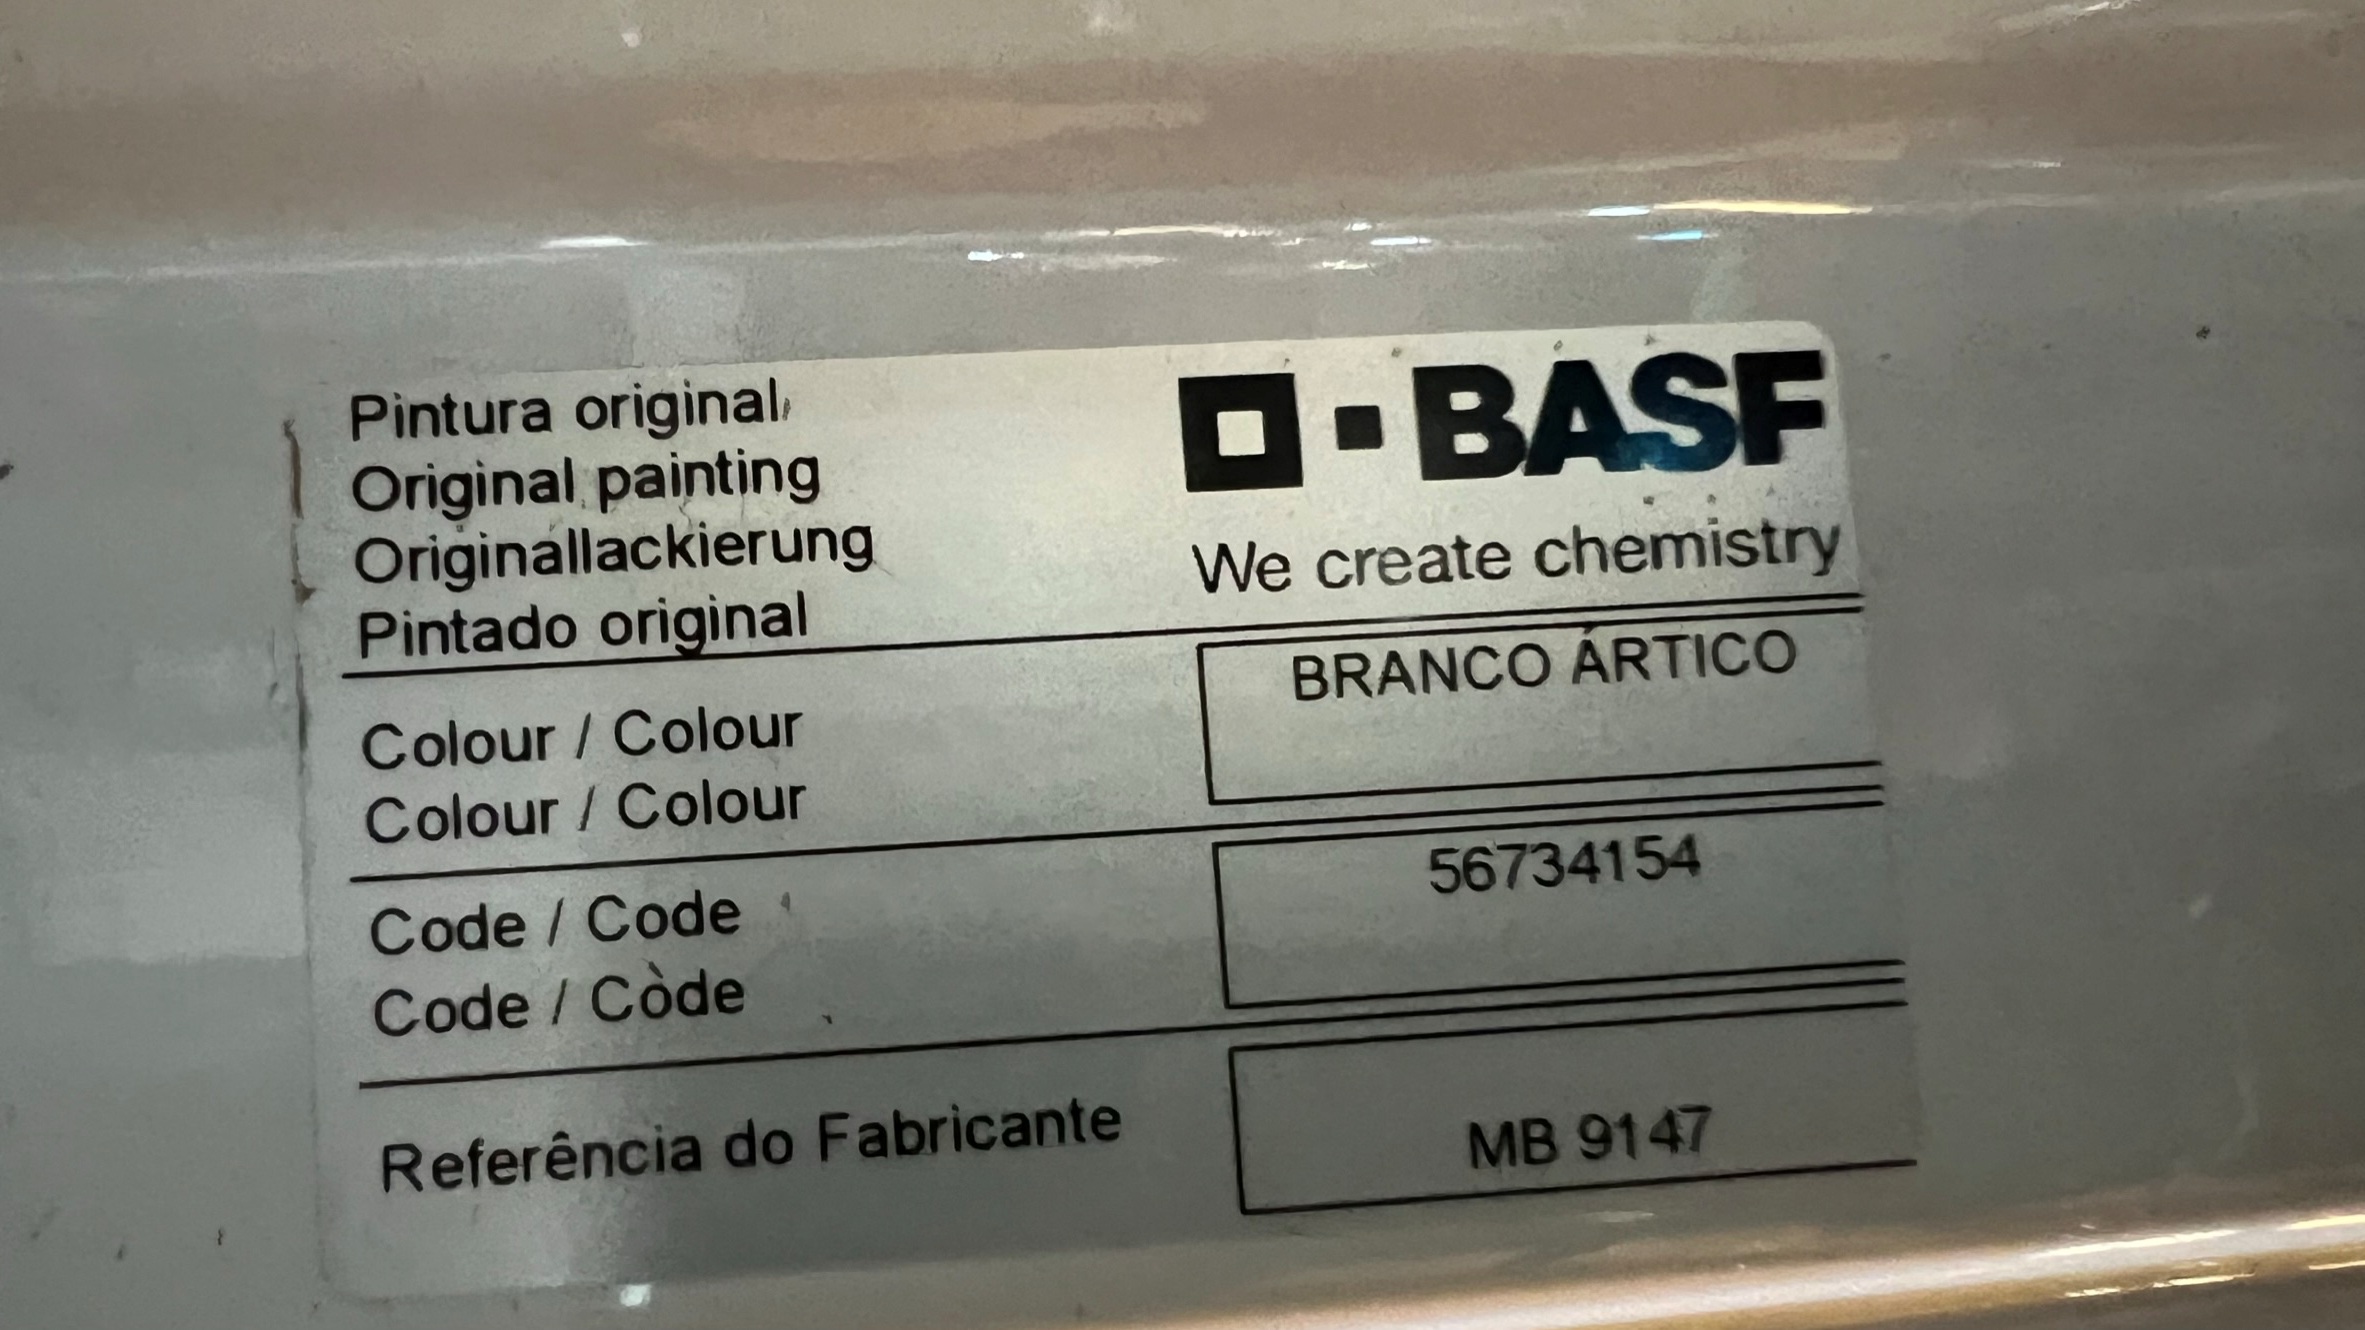 Pintura original
Original painting
Originallackierung
Pintado original
BASF
We create chemistry
Colour / Colour
Colour / Colour
BRANCO ÁRTICO
Code / Code
Code / Còde
56734154
Referência do Fabricante
MB 9147